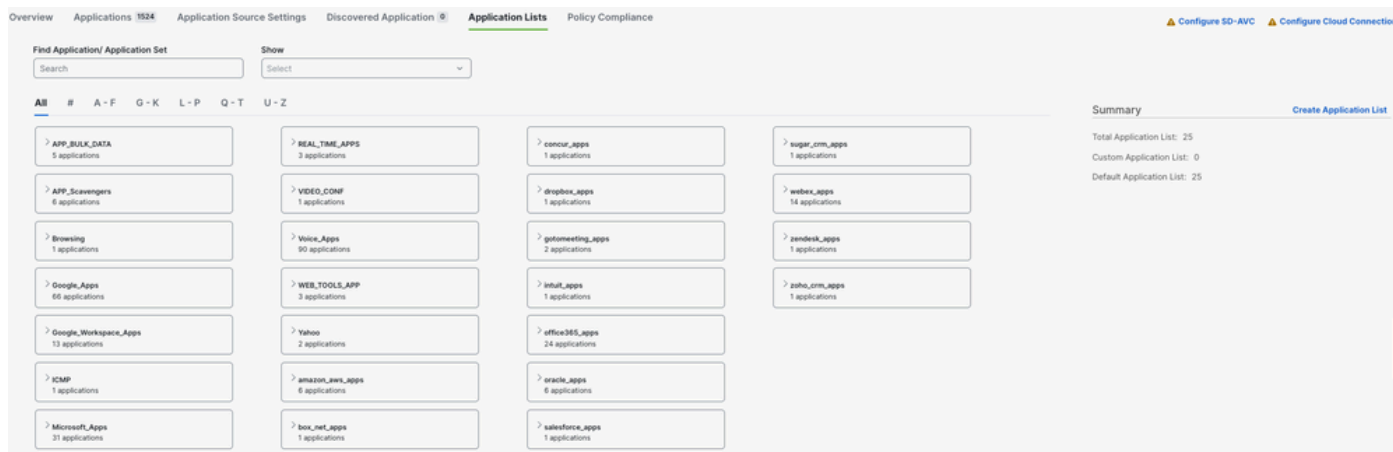 Overview Applications 1524 Application Source Settings Discovered Application 0 Application Lists Policy Compliance
Configure SD-AVC Configure Cloud Connectio
Find Application/ Application Set Show
Search Select
All # A - F G - K L - P Q - T U - Z
Summary Create Application List
Total Application List: 25
Custom Application List: 0
Default Application List: 25
APP_BULK_DATA
5 applications
APP_Scavengers
6 applications
Browsing
1 applications
Google_Apps
66 applications
Google_Workspace_Apps
13 applications
ICMP
1 applications
Microsoft_Apps
31 applications
REAL_TIME_APPS
3 applications
VIDEO_CONF
1 applications
Voice_Apps
90 applications
WEB_TOOLS_APP
3 applications
Yahoo
2 applications
amazon_aws_apps
6 applications
box_net_apps
1 applications
concur_apps
1 applications
dropbox_apps
1 applications
gotomeeting_apps
2 applications
intuit_apps
1 applications
office365_apps
24 applications
oracle_apps
6 applications
salesforce_apps
1 applications
sugar_crm_apps
1 applications
webex_apps
14 applications
zendesk_apps
1 applications
zoho_crm_apps
1 applications